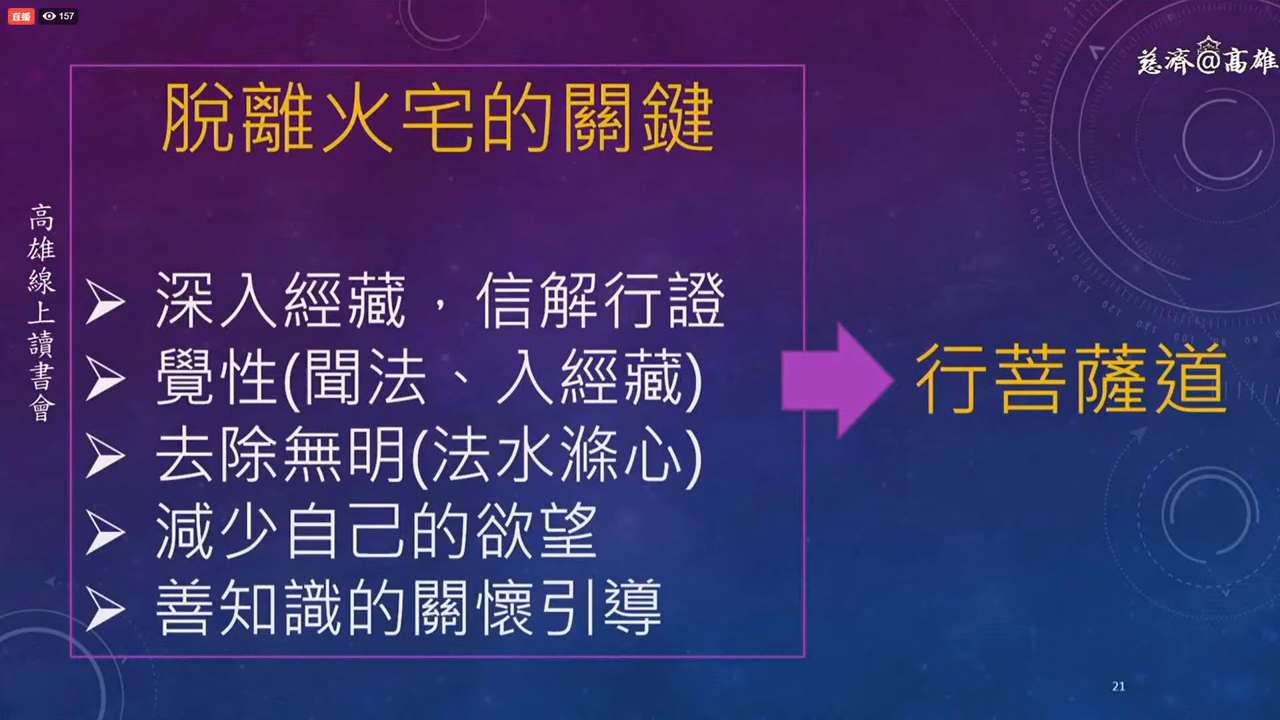 直播 157
慈濟@高雄
脫離火宅的關鍵
高雄線上讀書會
深入經藏，信解行證
覺性(聞法、入經藏)
去除無明(法水滌心)
減少自己的欲望
善知識的關懷引導
行菩薩道
21